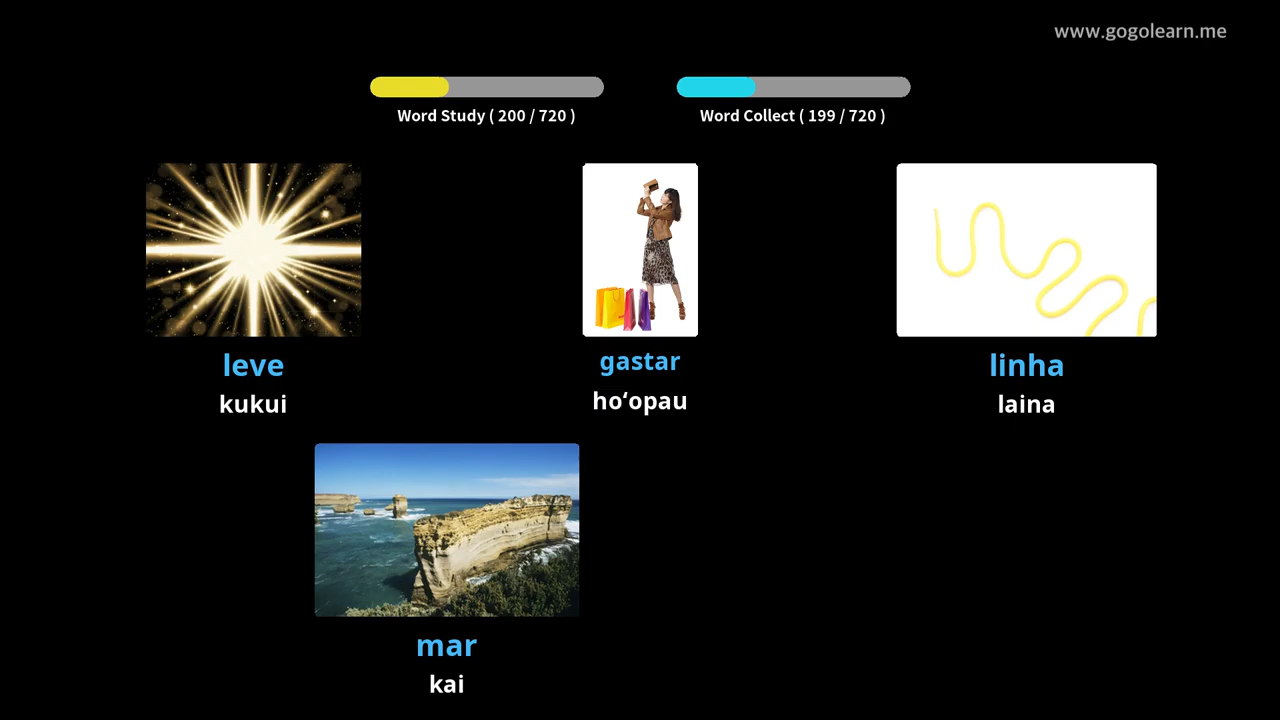 www.gogolearn.me
Word Study ( 200 / 720 )
Word Collect ( 199 / 720 )
leve
kukui
gastar
hoʻopau
linha
laina
mar
kai